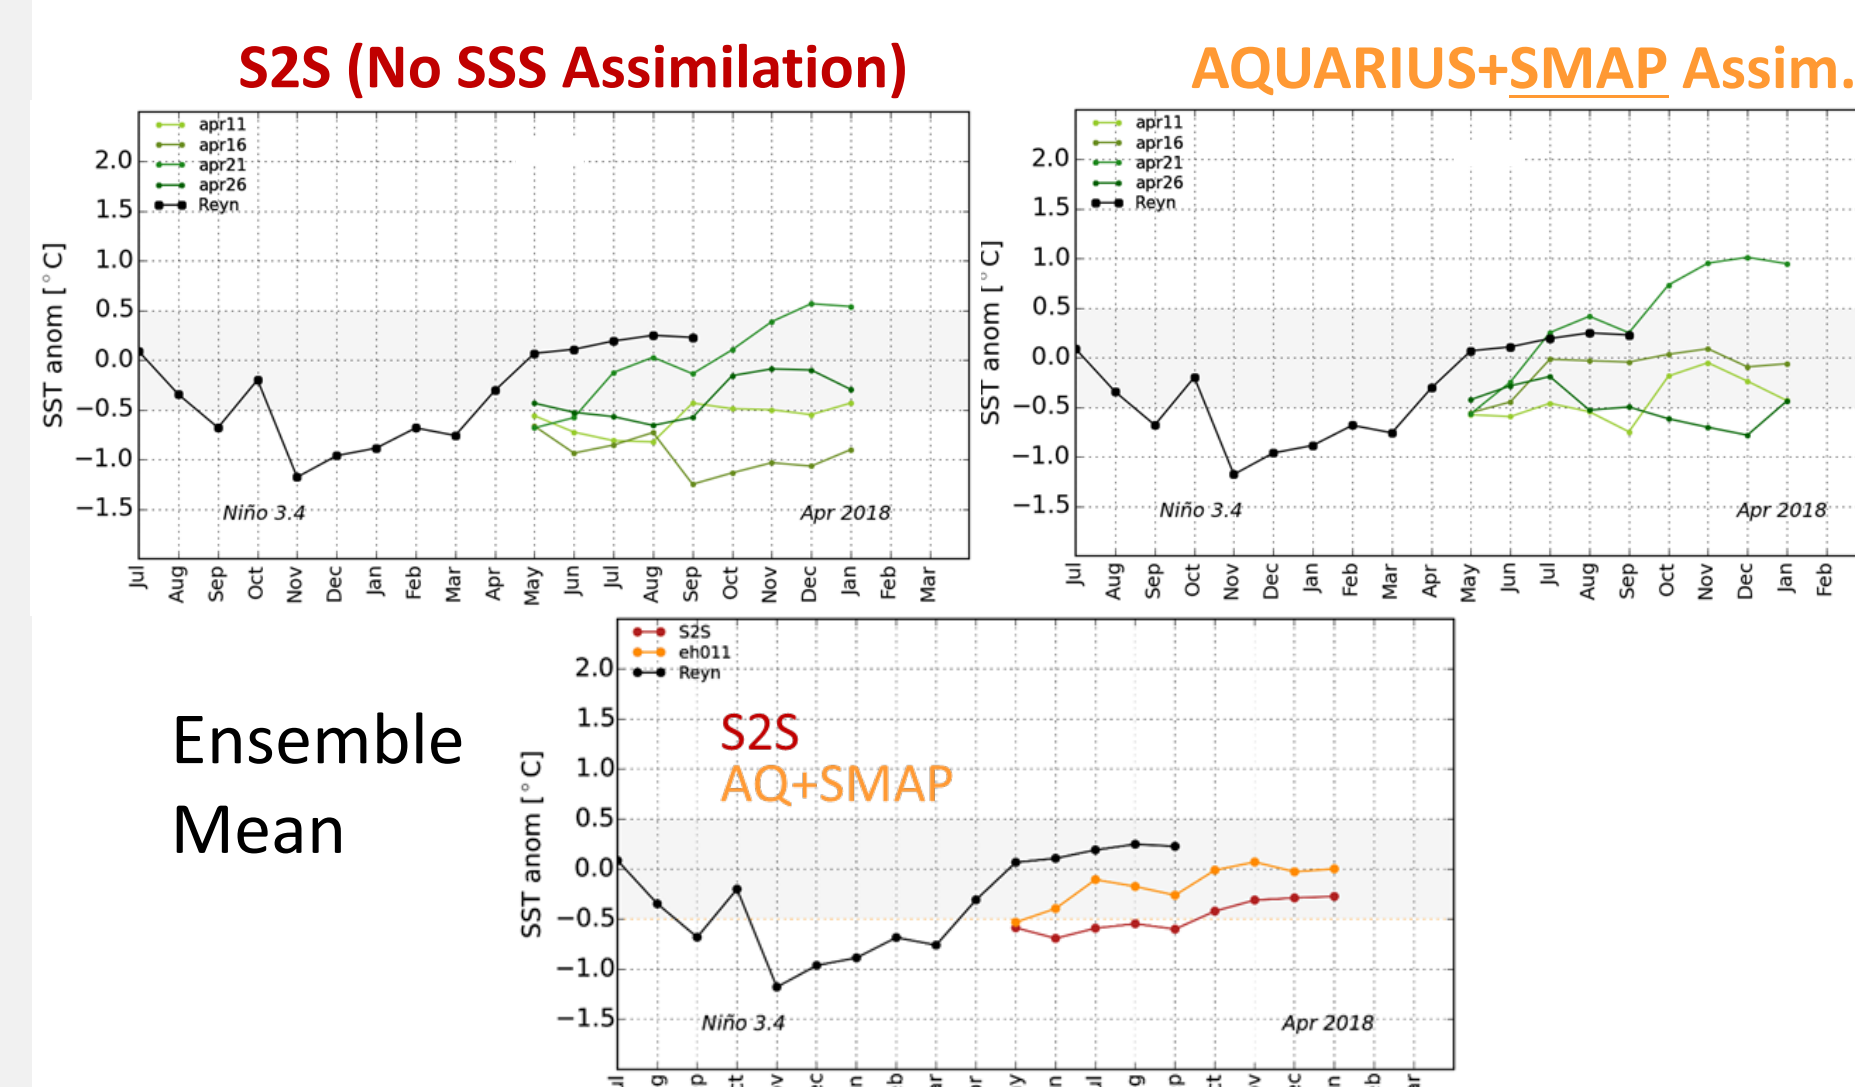 S2S (No SSS Assimilation)
AQUARIUS+SMAP Assim.
apr11
apr16
apr21
apr26
Reyn
2.0
1.5
1.0
0.5
0.0
−0.5
−1.0
−1.5
SST anom [°C]
Niño 3.4
Apr 2018
Jul Aug Sep Oct Nov Dec Jan Feb Mar Apr May Jun Jul Aug Sep Oct Nov Dec Jan Feb Mar
apr11
apr16
apr21
apr26
Reyn
2.0
1.5
1.0
0.5
0.0
−0.5
−1.0
−1.5
SST anom [°C]
Niño 3.4
Apr 2018
Jul Aug Sep Oct Nov Dec Jan Feb Mar Apr May Jun Jul Aug Sep Oct Nov Dec Jan Feb
Ensemble
Mean
S2S
eh011
Reyn
S2S
AQ+SMAP
2.0
1.5
1.0
0.5
0.0
−0.5
−1.0
−1.5
SST anom [°C]
Niño 3.4
Apr 2018